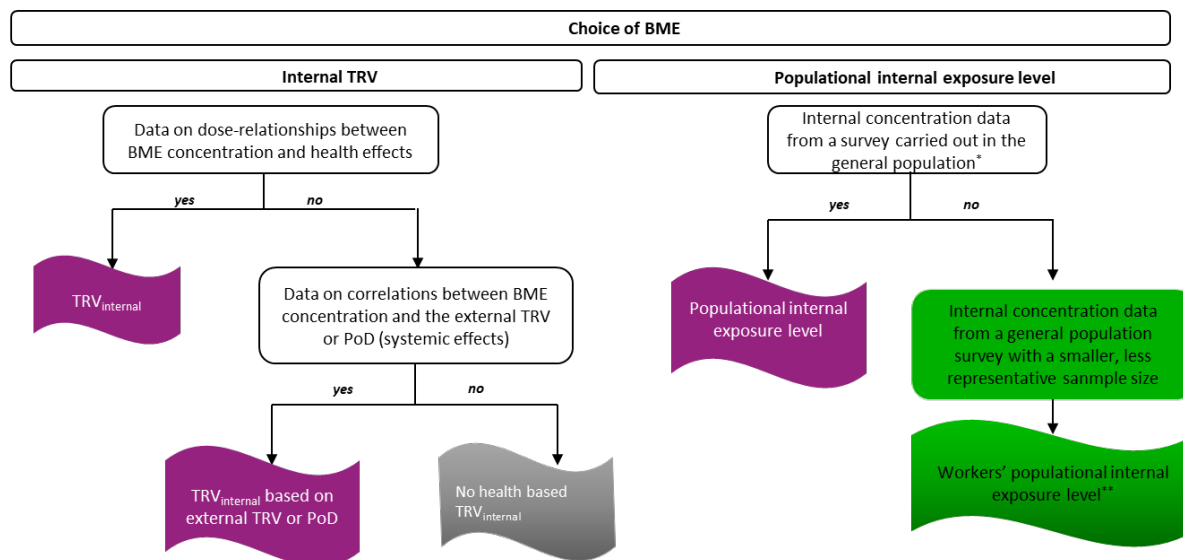 Choice of BME
Internal TRV
Populational internal exposure level
Data on dose-relationships between
BME concentration and health effects
yes
no
TRVinternal
Data on correlations between BME
concentration and the external TRV
or PoD (systemic effects)
yes
no
TRVinternal based on
external TRV or PoD
No health based
TRVinternal
Internal concentration data
from a survey carried out in the
general population*
yes
no
Populational internal
exposure level
Internal concentration data
from a general population
survey with a smaller, less
representative sanmple size
Workers’ populational internal
exposure level**